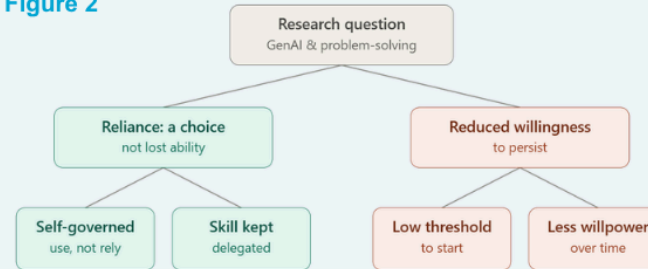 Figure 2
Research question
GenAI & problem-solving
Reliance: a choice
not lost ability
Reduced willingness
to persist
Self-governed
use, not rely
Skill kept
delegated
Low threshold
to start
Less willpower
over time